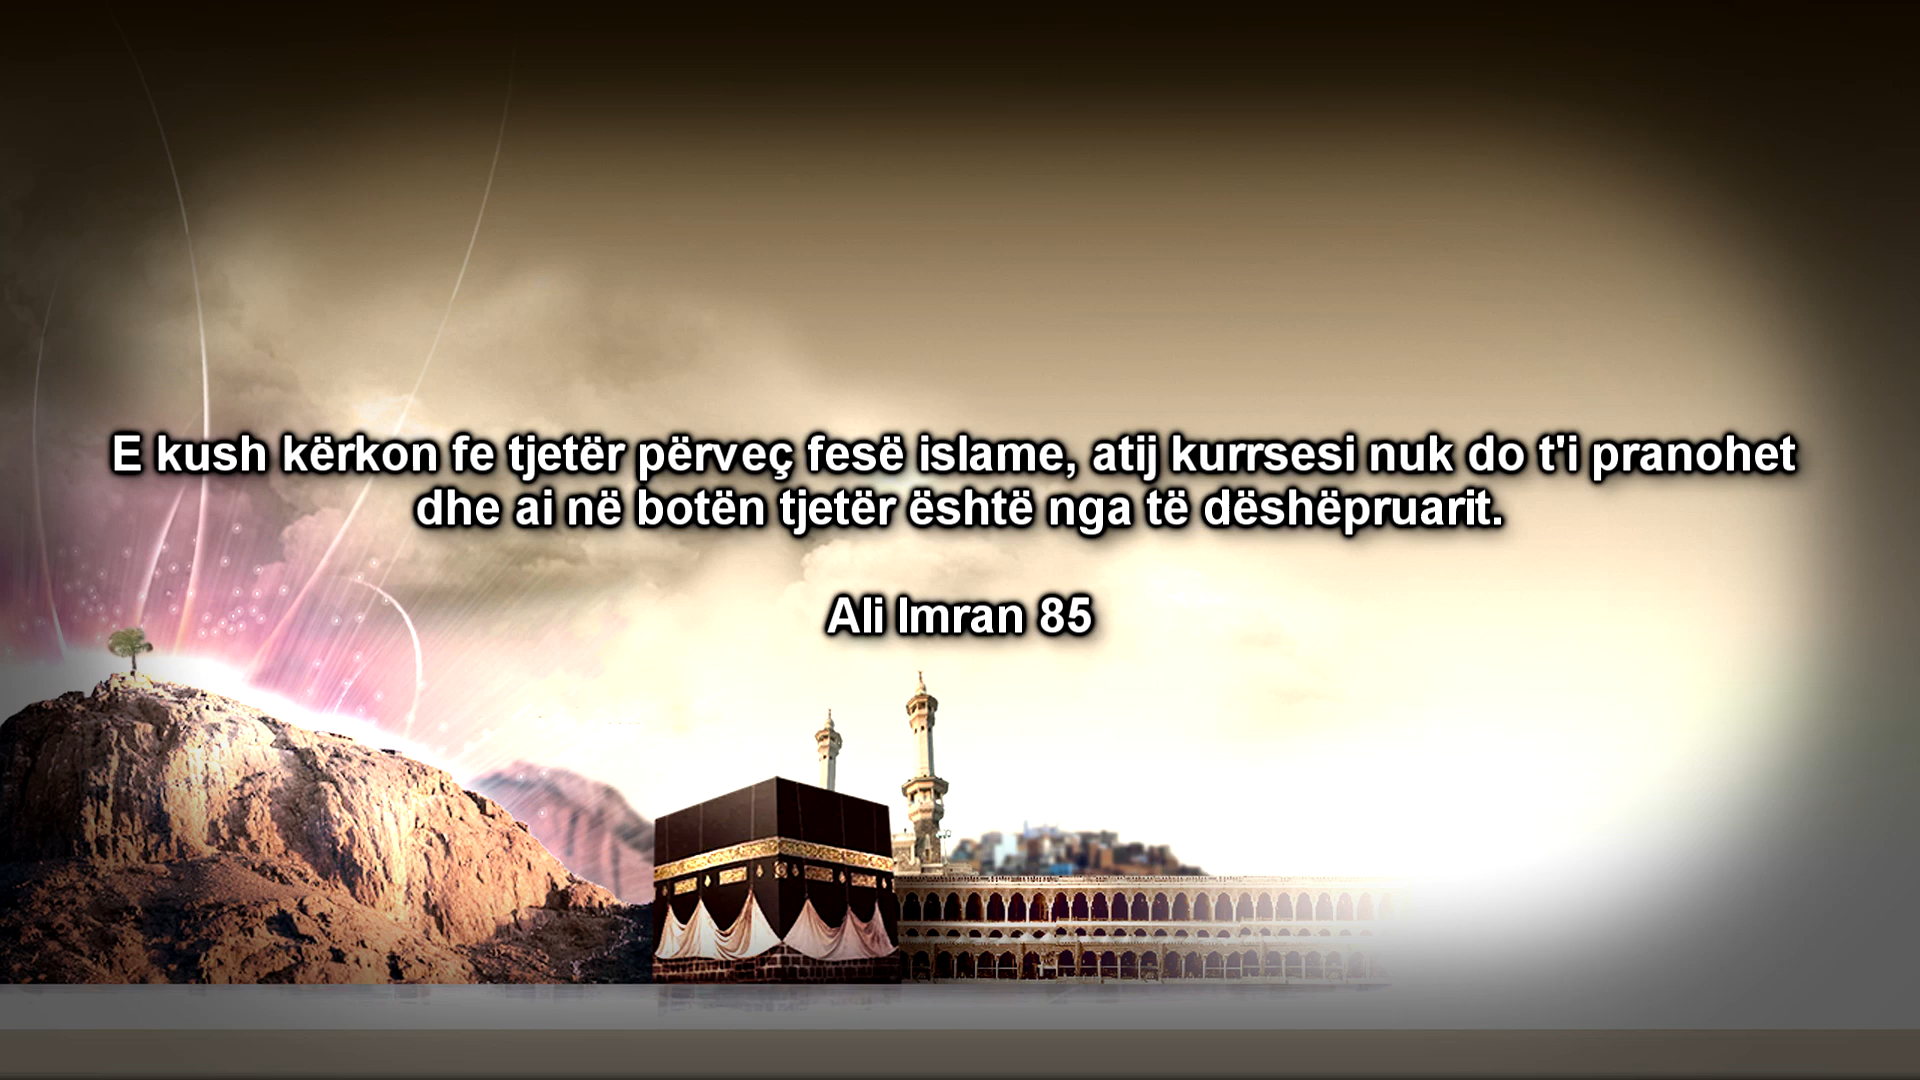 E kush kërkon fe tjetër përveç fesë islame, atij kurrsesi nuk do t'i pranohet
dhe ai në botën tjetër është nga të dëshëpruarit.
Ali Imran 85